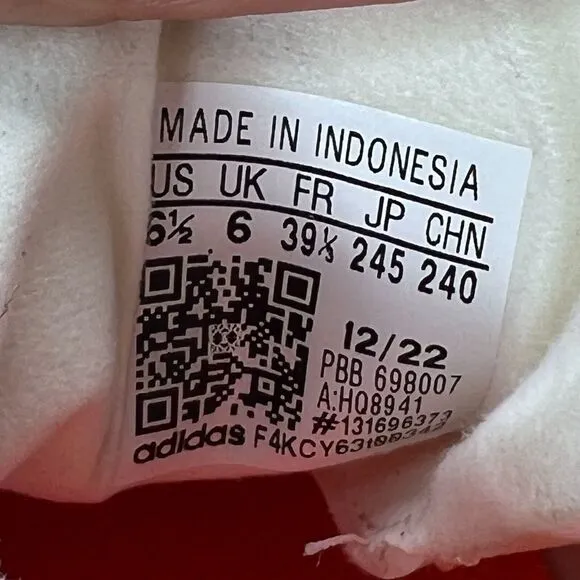 MADE IN INDONESIA
US UK FR JP CHN
6½ 6 39⅓ 245 240
12/22
PBB 698007
A:HQ8941
#131696373
adidas